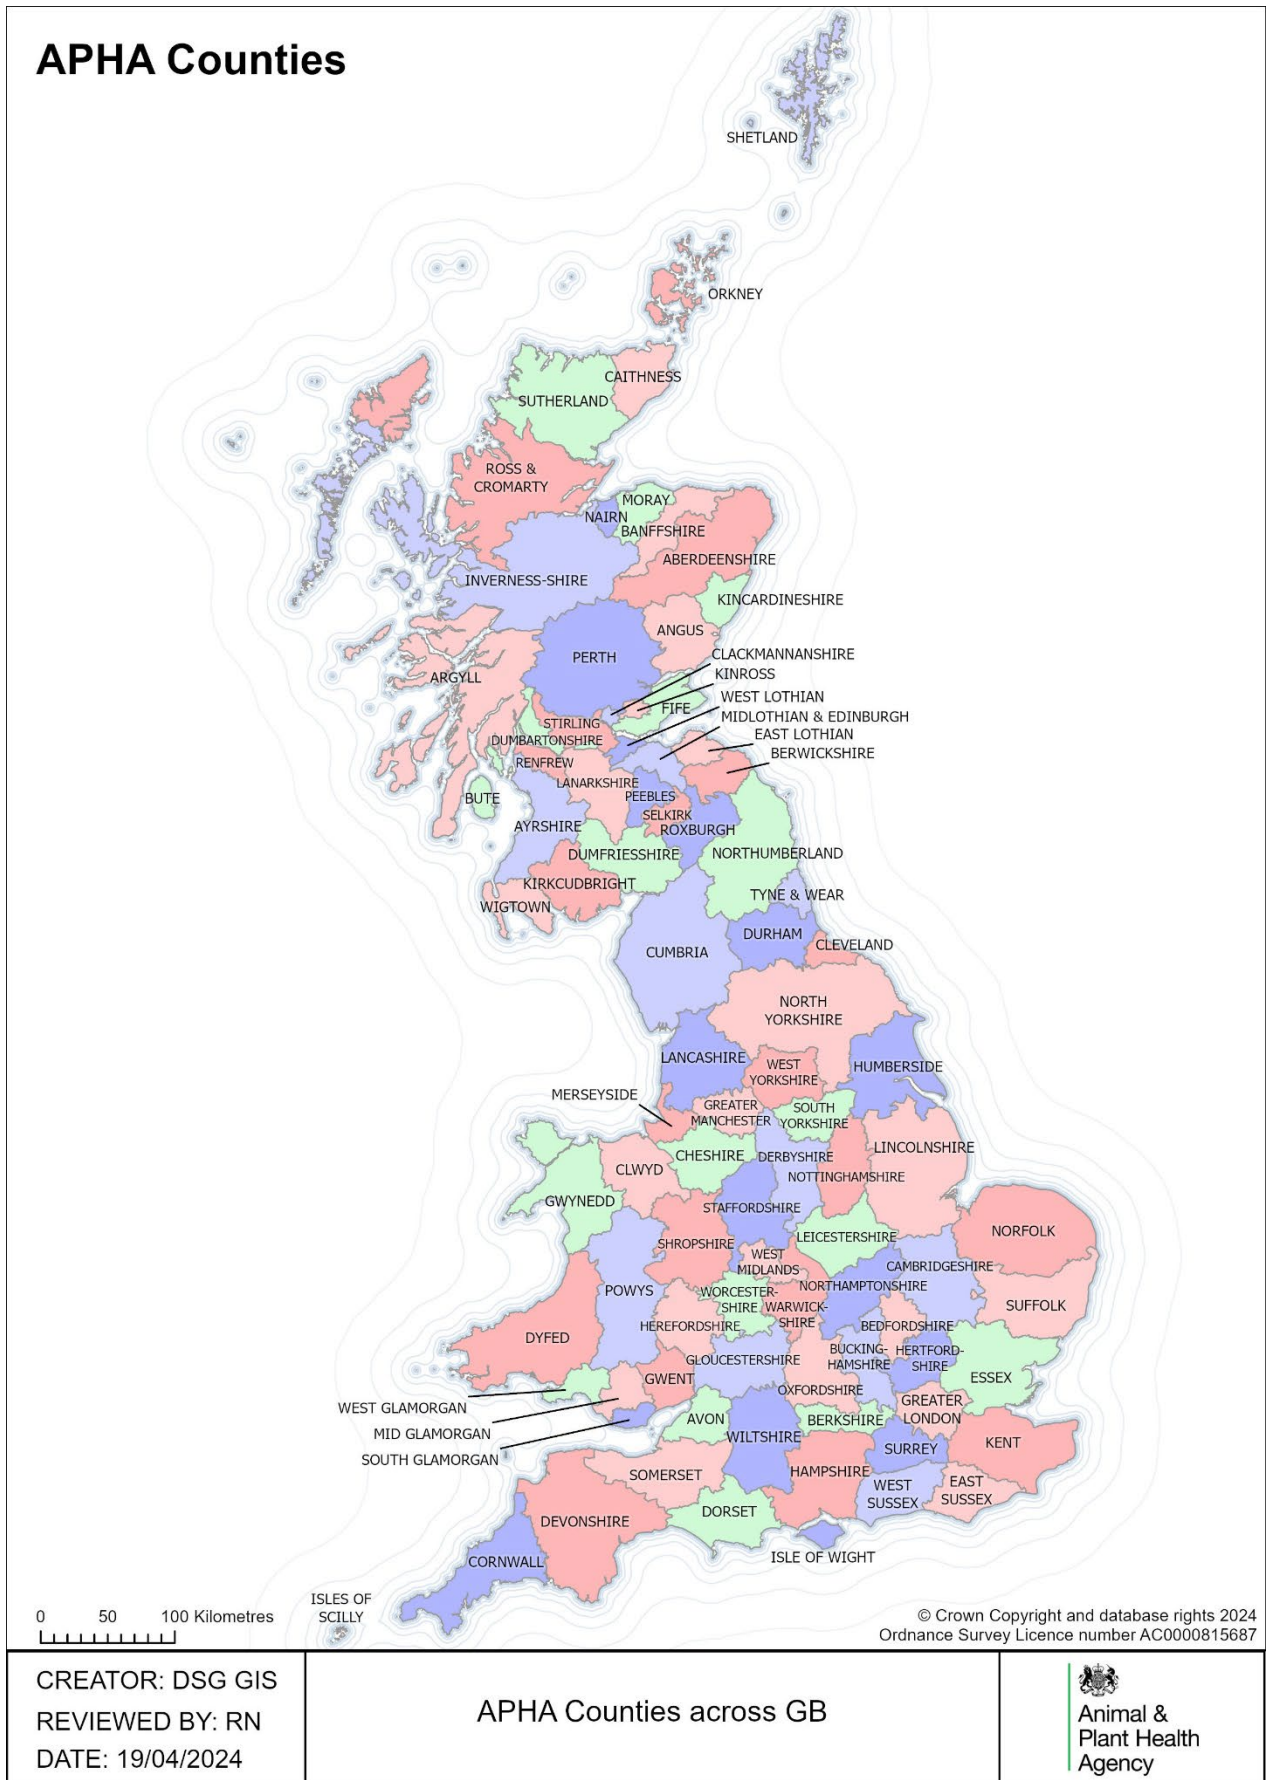 APHA Counties
SHETLAND
ORKNEY
CAITHNESS
SUTHERLAND
ROSS &
CROMARTY
MORAY
NAIRN
BANFFSHIRE
ABERDEENSHIRE
INVERNESS-SHIRE
KINCARDINESHIRE
ANGUS
PERTH
CLACKMANNANSHIRE
KINROSS
ARGYLL
WEST LOTHIAN
FIFE
MIDLOTHIAN & EDINBURGH
STIRLING
EAST LOTHIAN
DUMBARTONSHIRE
BERWICKSHIRE
RENFREW
LANARKSHIRE
PEEBLES
BUTE
SELKIRK
AYRSHIRE
ROXBURGH
DUMFRIESSHIRE
NORTHUMBERLAND
KIRKCUDBRIGHT
TYNE & WEAR
WIGTOWN
DURHAM
CLEVELAND
CUMBRIA
NORTH
YORKSHIRE
LANCASHIRE
WEST
YORKSHIRE
HUMBERSIDE
MERSEYSIDE
GREATER
MANCHESTER
SOUTH
YORKSHIRE
LINCOLNSHIRE
CHESHIRE
DERBYSHIRE
CLWYD
NOTTINGHAMSHIRE
GWYNEDD
STAFFORDSHIRE
NORFOLK
LEICESTERSHIRE
SHROPSHIRE
WEST
MIDLANDS
CAMBRIDGESHIRE
NORTHAMPTONSHIRE
POWYS
WORCESTER-
SHIRE
WARWICK-
SHIRE
SUFFOLK
HEREFORDSHIRE
BEDFORDSHIRE
DYFED
BUCKING-
HAMSHIRE
HERTFORD-
SHIRE
GLOUCESTERSHIRE
ESSEX
GWENT
OXFORDSHIRE
WEST GLAMORGAN
GREATER
LONDON
AVON
BERKSHIRE
MID GLAMORGAN
WILTSHIRE
KENT
SURREY
SOUTH GLAMORGAN
SOMERSET
HAMPSHIRE
WEST
SUSSEX
EAST
SUSSEX
DORSET
DEVONSHIRE
ISLE OF WIGHT
CORNWALL
ISLES OF
SCILLY
0 50 100 Kilometres
© Crown Copyright and database rights 2024
Ordnance Survey Licence number AC0000815687
CREATOR: DSG GIS
REVIEWED BY: RN
DATE: 19/04/2024
APHA Counties across GB
Animal &
Plant Health
Agency